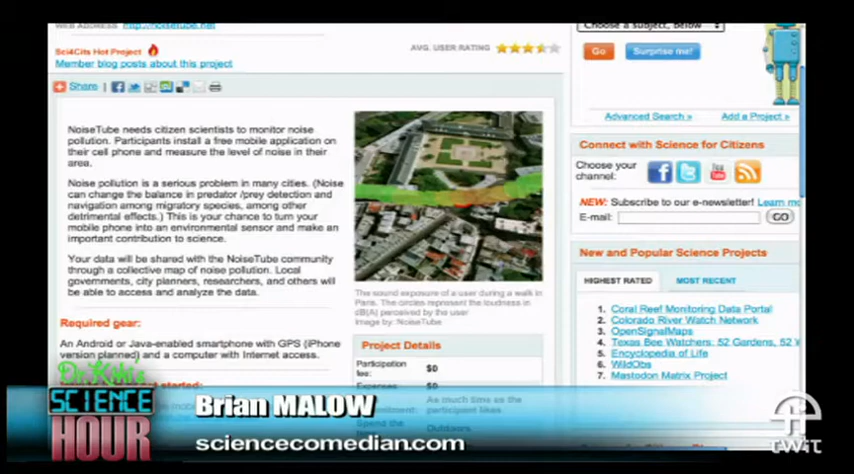 WEB ADDRESS http://noisetube.net
Sci4Cits Hot Project
Member blog posts about this project
AVG. USER RATING
Share
NoiseTube needs citizen scientists to monitor noise
pollution. Participants install a free mobile application on
their cell phone and measure the level of noise in their
area.
Noise pollution is a serious problem in many cities. (Noise
can change the balance in predator /prey detection and
navigation among migratory species, among other
detrimental effects.) This is your chance to turn your
mobile phone into an environmental sensor and make an
important contribution to science.
Your data will be shared with the NoiseTube community
through a collective map of noise pollution. Local
governments, city planners, researchers, and others will
be able to access and analyze the data.
Required gear:
An Android or Java-enabled smartphone with GPS (iPhone
version planned) and a computer with Internet access.
The sound exposure of a user during a walk in
Paris. The circles represent the loudness in
dB(A) perceived by the user
Image by: NoiseTube
Project Details
Participation
fee:
$0
Expenses:
$0
As much time as the
participant likes
Spend the
Outdoors
Choose a subject, below
Go
Surprise me!
Advanced Search »
Add a Project »
Connect with Science for Citizens
Choose your
channel:
You
Tube
NEW: Subscribe to our e-newsletter! Learn mo
E-mail:
GO
New and Popular Science Projects
HIGHEST RATED
MOST RECENT
1. Coral Reef Monitoring Data Portal
2. Colorado River Watch Network
3. OpenSignalMaps
4. Texas Bee Watchers: 52 Gardens, 52 W
5. Encyclopedia of Life
6. WildObs
7. Mastodon Matrix Project
Dr. Kiki's
SCIENCE
HOUR
Brian MALOW
sciencecomedian.com
TWiT